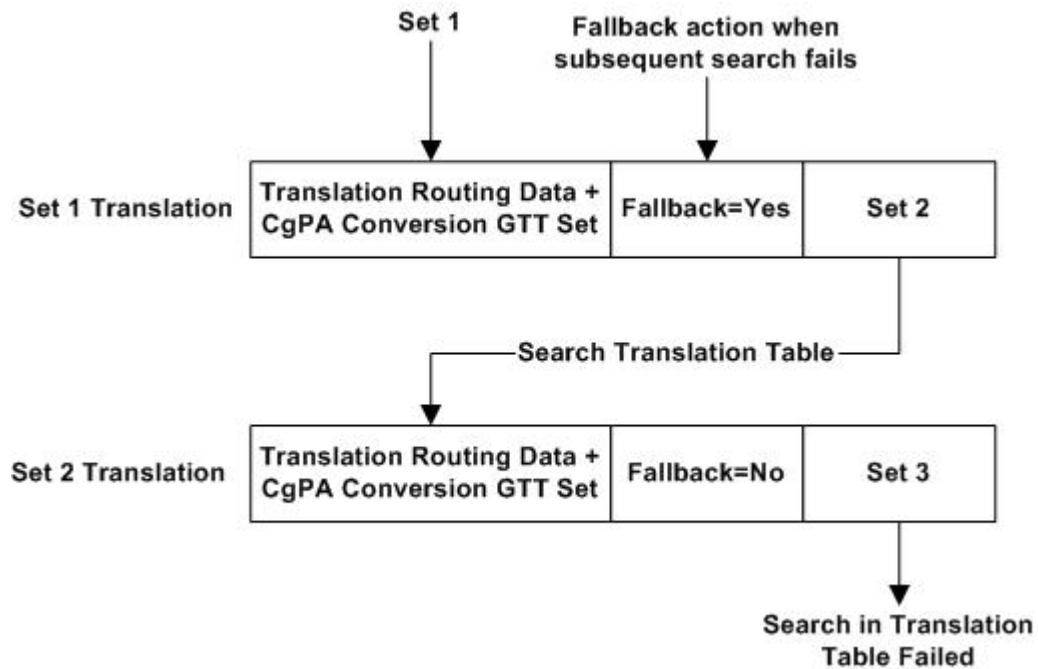 Set 1
Fallback action when
subsequent search fails
Set 1 Translation
Translation Routing Data +
CgPA Conversion GTT Set
Fallback=Yes
Set 2
Search Translation Table
Set 2 Translation
Translation Routing Data +
CgPA Conversion GTT Set
Fallback=No
Set 3
Search in Translation
Table Failed